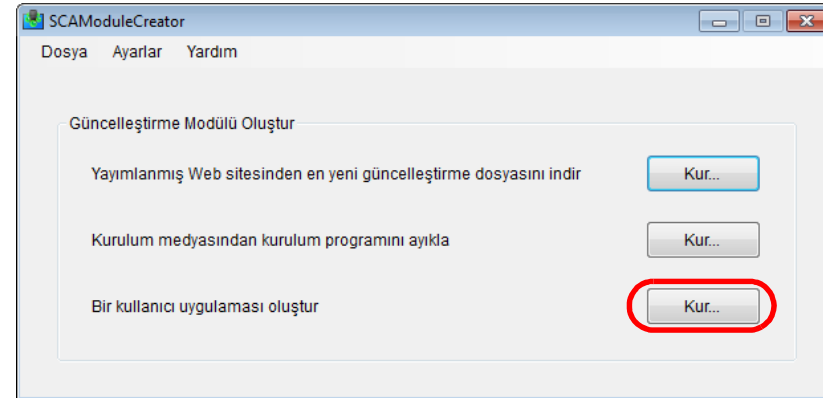 SCAModuleCreator
Dosya Ayarlar Yardım
Güncelleştirme Modülü Oluştur
Yayımlanmış Web sitesinden en yeni güncelleştirme dosyasını indir Kur...
Kurulum medyasından kurulum programını ayıkla Kur...
Bir kullanıcı uygulaması oluştur Kur...